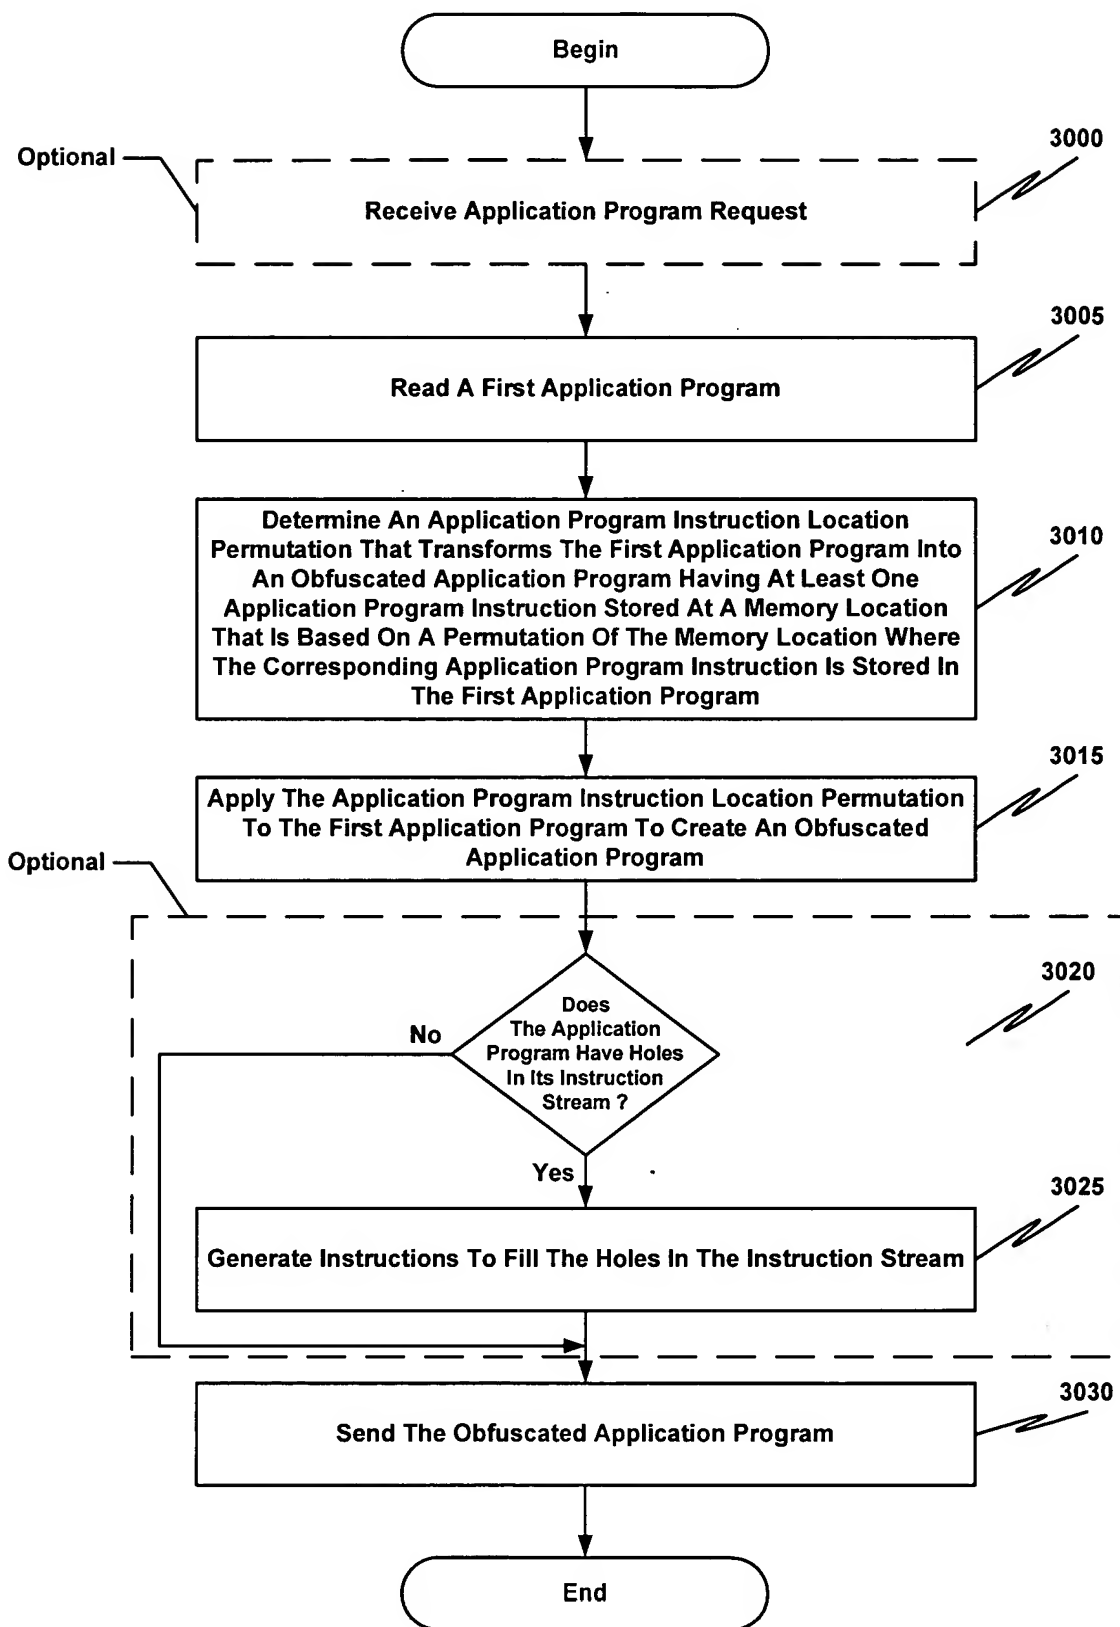 Begin
Optional
3000
Receive Application Program Request
3005
Read A First Application Program
Determine An Application Program Instruction Location
Permutation That Transforms The First Application Program Into
An Obfuscated Application Program Having At Least One
Application Program Instruction Stored At A Memory Location
That Is Based On A Permutation Of The Memory Location Where
The Corresponding Application Program Instruction Is Stored In
The First Application Program
3010
3015
Apply The Application Program Instruction Location Permutation
To The First Application Program To Create An Obfuscated
Application Program
Optional
3020
Does
The Application
Program Have Holes
In Its Instruction
Stream ?
No
Yes
3025
Generate Instructions To Fill The Holes In The Instruction Stream
3030
Send The Obfuscated Application Program
End